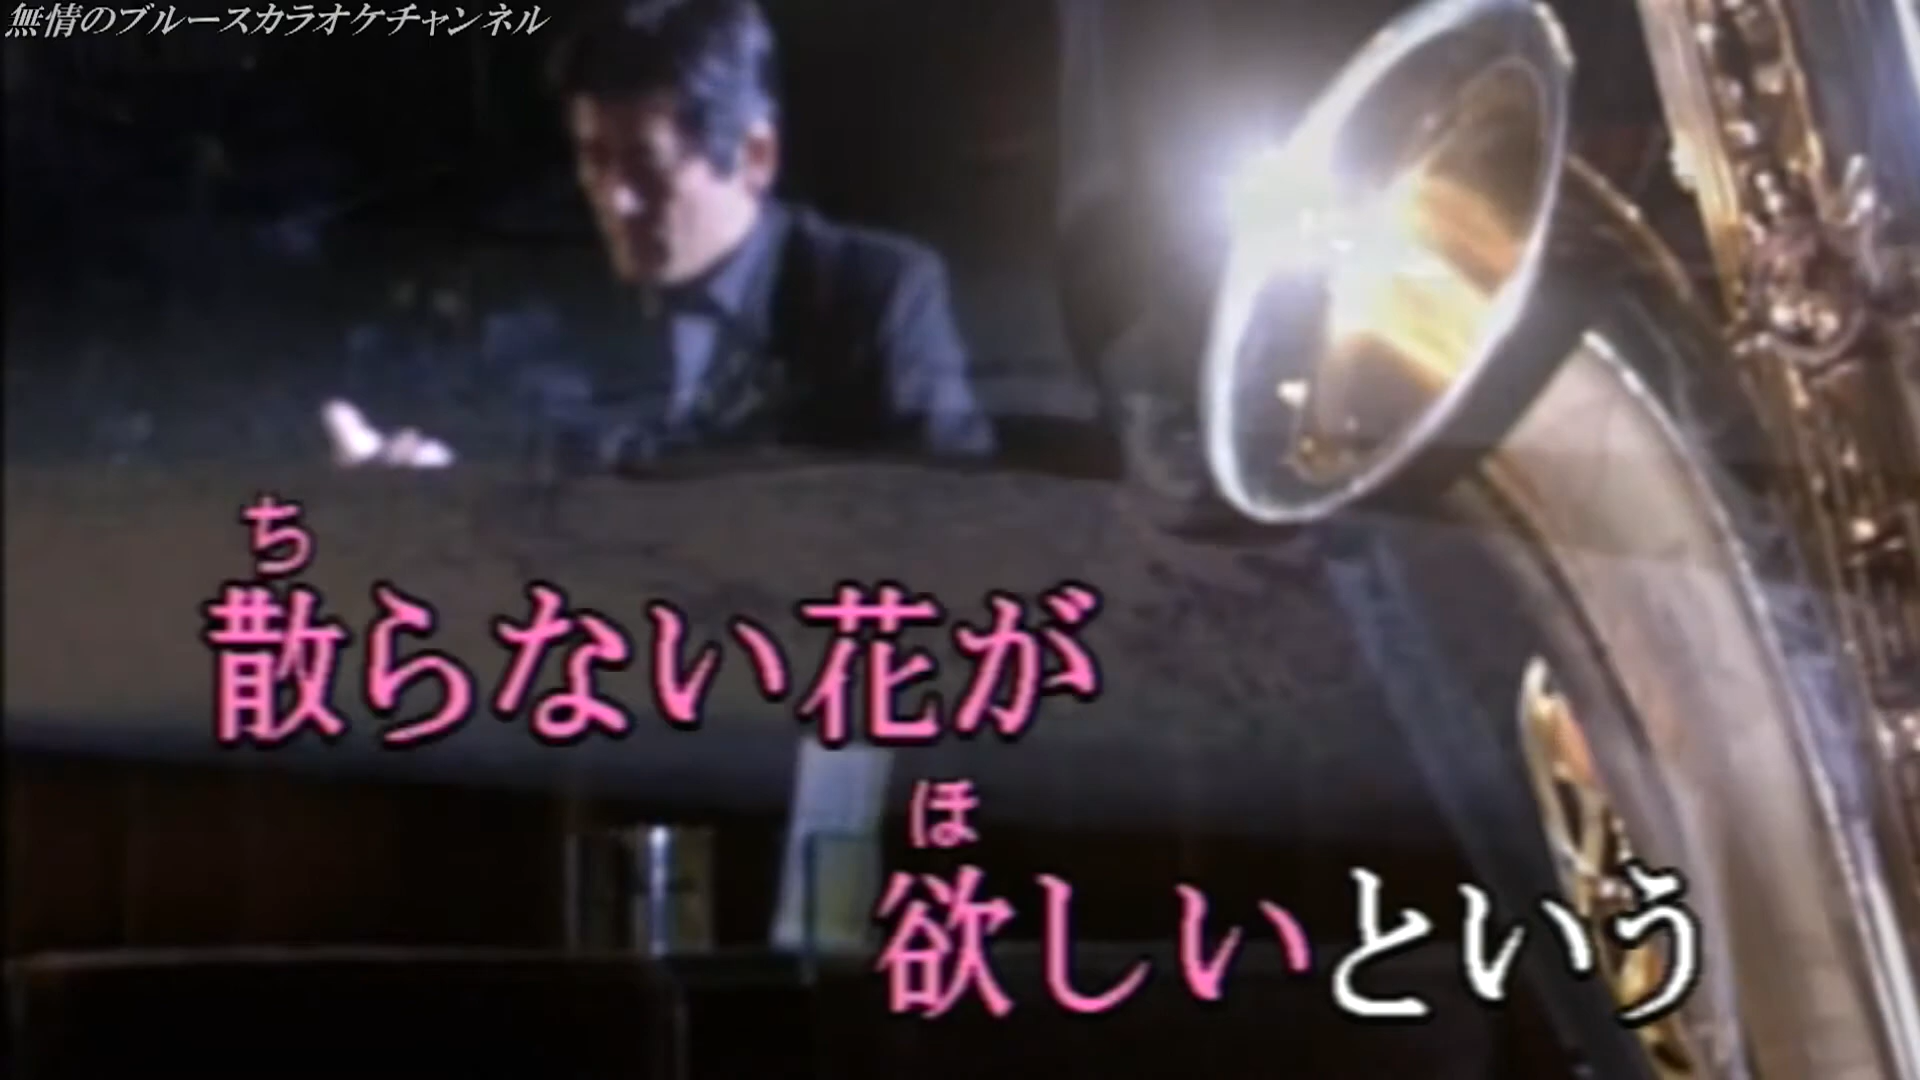 無情のブルースカラオケチャンネル
ち
散らない花が
ほ
欲しいという